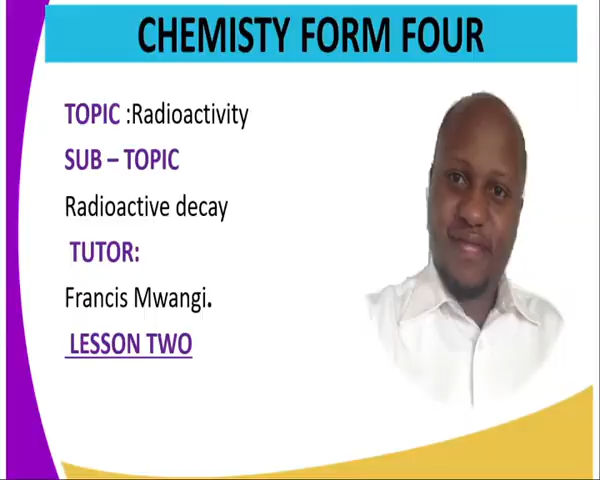 CHEMISTY FORM FOUR
TOPIC :Radioactivity
SUB – TOPIC
Radioactive decay
TUTOR:
Francis Mwangi.
LESSON TWO